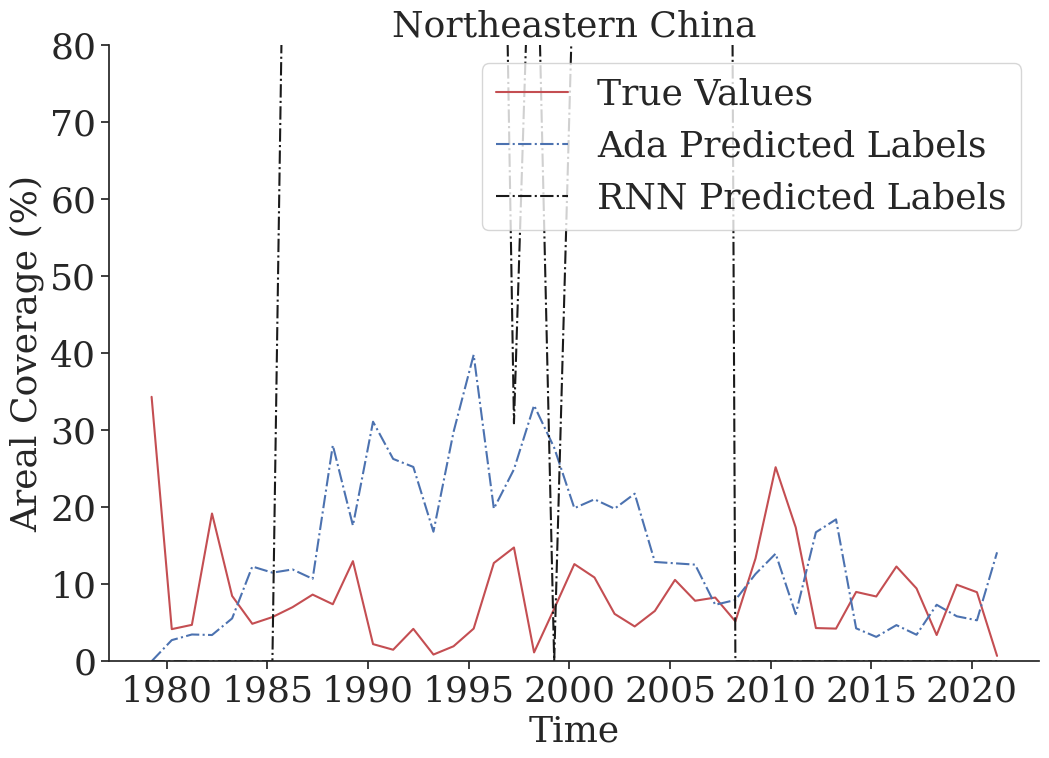 Northeastern China
80
70
60
50
40
30
20
10
0
Areal Coverage (%)
True Values
Ada Predicted Labels
RNN Predicted Labels
1980 1985 1990 1995 2000 2005 2010 2015 2020
Time